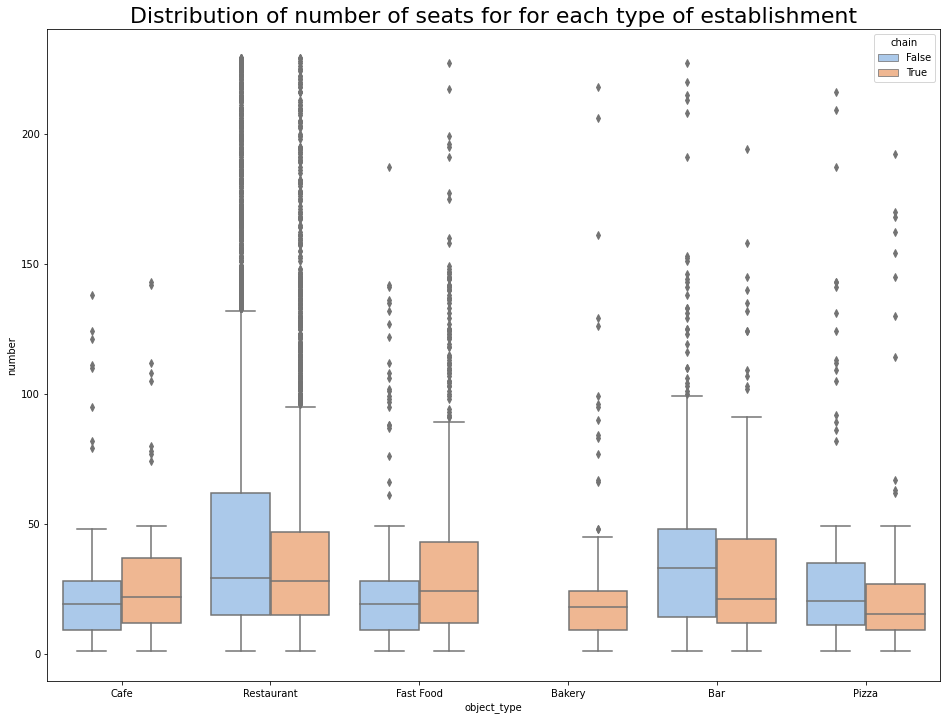 Distribution of number of seats for for each type of establishment
chain
False
True
number
200
150
100
50
0
Cafe Restaurant Fast Food Bakery Bar Pizza
object_type